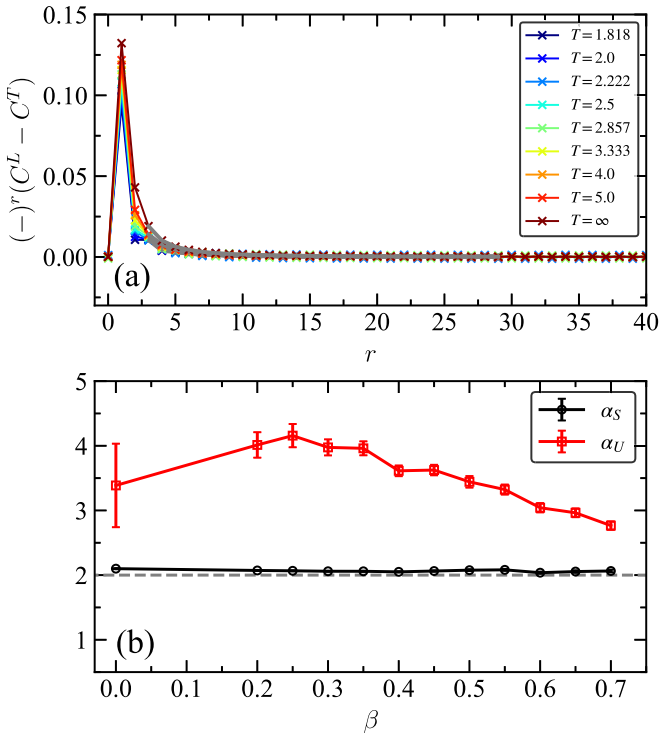 0.15
0.10
0.05
0.00
(−)^r(C^L − C^T)
T = 1.818
T = 2.0
T = 2.222
T = 2.5
T = 2.857
T = 3.333
T = 4.0
T = 5.0
T = ∞
(a)
0 5 10 15 20 25 30 35 40
r
5
4
3
2
1
α_S
α_U
(b)
0.0 0.1 0.2 0.3 0.4 0.5 0.6 0.7
β